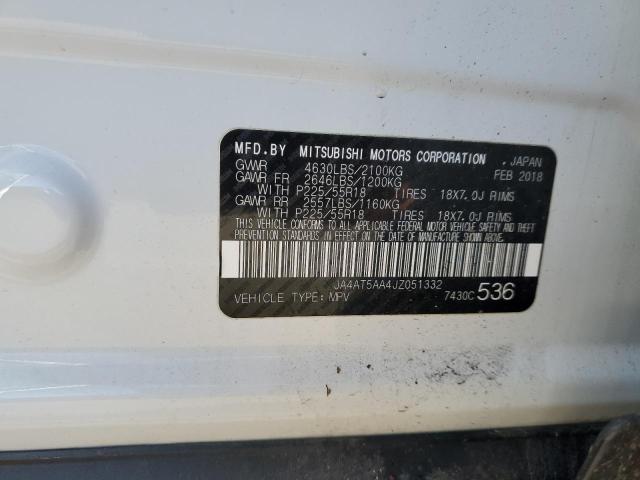 MFD.BY MITSUBISHI MOTORS CORPORATION JAPAN
GVWR 4630LBS/2100KG FEB 2018
GAWR FR 2646LBS/1200KG
WITH P225/55R18 TIRES 18X7.0J RIMS
GAWR RR 2557LBS/1160KG
WITH P225/55R18 TIRES 18X7.0J RIMS
THIS VEHICLE CONFORMS TO ALL APPLICABLE FEDERAL MOTOR VEHICLE SAFETY, BUMPER, AND THEFT
PREVENTION STANDARDS IN EFFECT ON THE DATE OF MANUFACTURE SHOWN ABOVE.
JA4AT5AA4JZ051332
VEHICLE TYPE: MPV 7430C 536